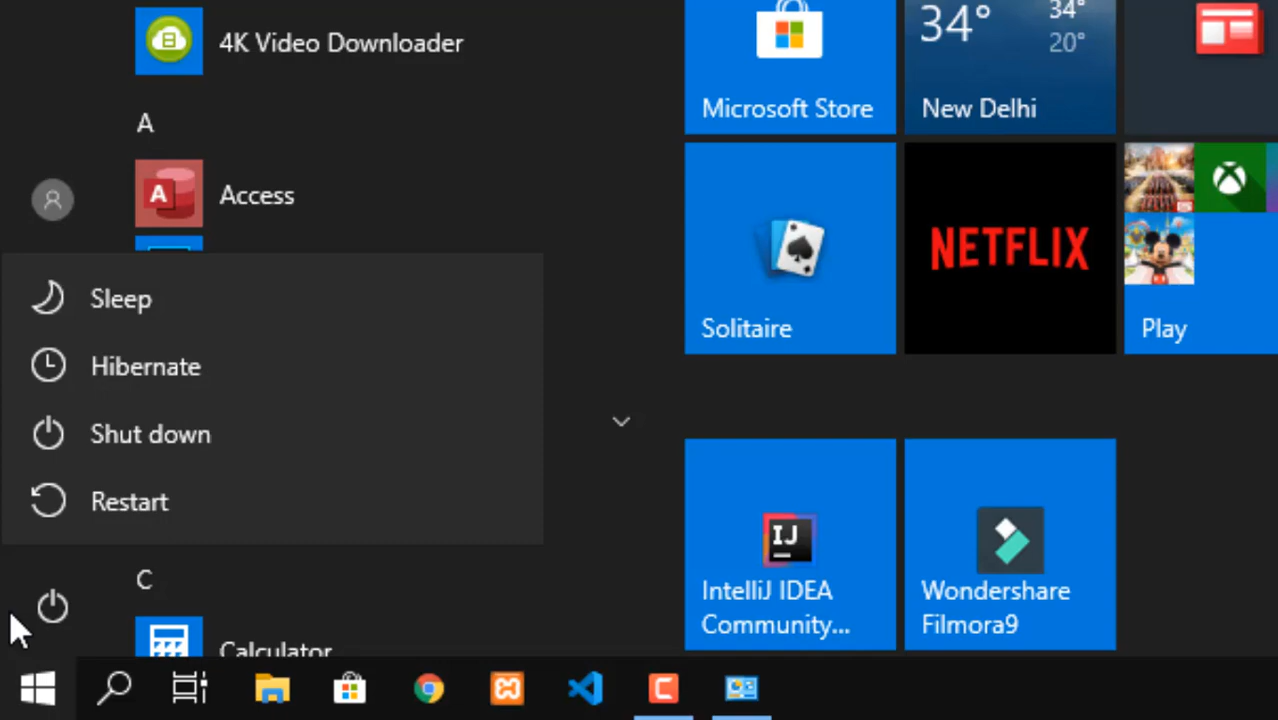 4K Video Downloader
A
Access
Sleep
Hibernate
Shut down
Restart
C
Calculator
Microsoft Store
34°
34°
20°
New Delhi
Solitaire
NETFLIX
Play
IJ
IntelliJ IDEA
Community...
Wondershare
Filmora9